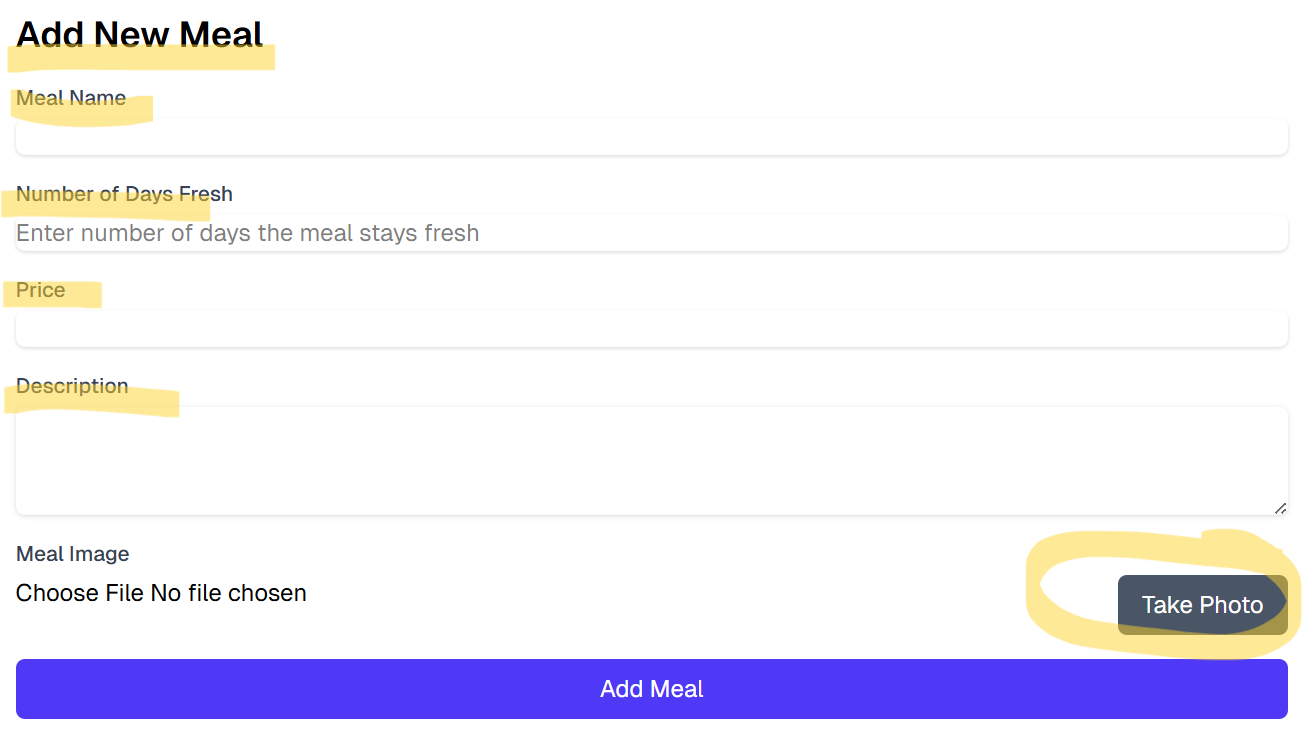 Add New Meal
Meal Name
Number of Days Fresh
Enter number of days the meal stays fresh
Price
Description
Meal Image
Choose File No file chosen
Take Photo
Add Meal